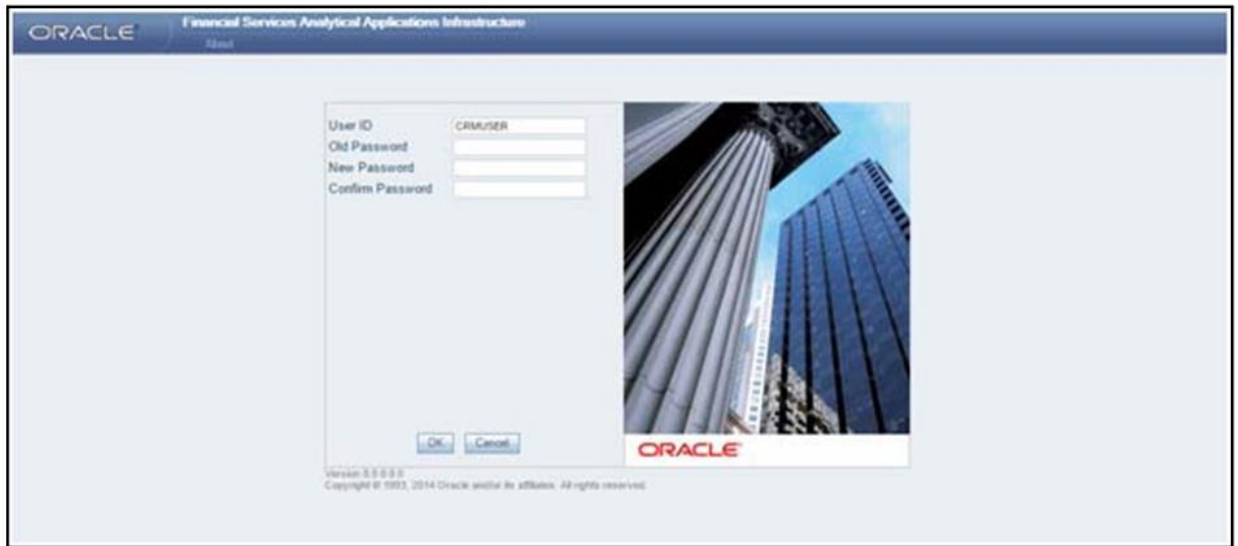 ORACLE
Financial Services Analytical Applications Infrastructure
About
User ID CRMUSER
Old Password
New Password
Confirm Password
OK Cancel
ORACLE
Version 8.0.0.0.0
Copyright © 1993, 2014 Oracle and/or its affiliates. All rights reserved.